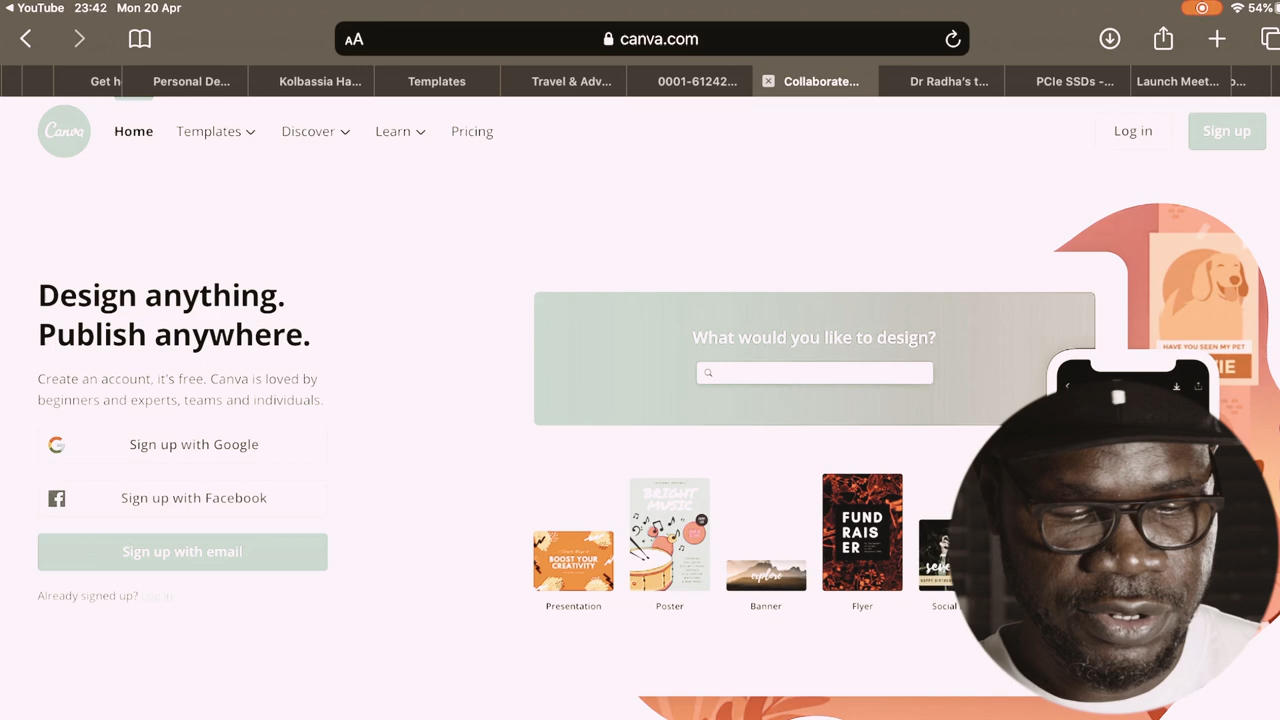 YouTube 23:42 Mon 20 Apr 54%
AA canva.com
Get h Personal De... Kolbassia Ha... Templates Travel & Adv... 0001-61242... Collaborate... Dr Radha's t... PCIe SSDs -... Launch Meet...
Canva Home Templates Discover Learn Pricing Log in Sign up
Design anything.
Publish anywhere.
Create an account, it's free. Canva is loved by
beginners and experts, teams and individuals.
Sign up with Google
Sign up with Facebook
Sign up with email
Already signed up? Log in
What would you like to design?
HAVE YOU SEEN MY PET
BOOST YOUR
CREATIVITY
Presentation
BRIGHT
MUSIC
Poster
explore
Banner
FUND
RAIS
ER
Flyer
Social